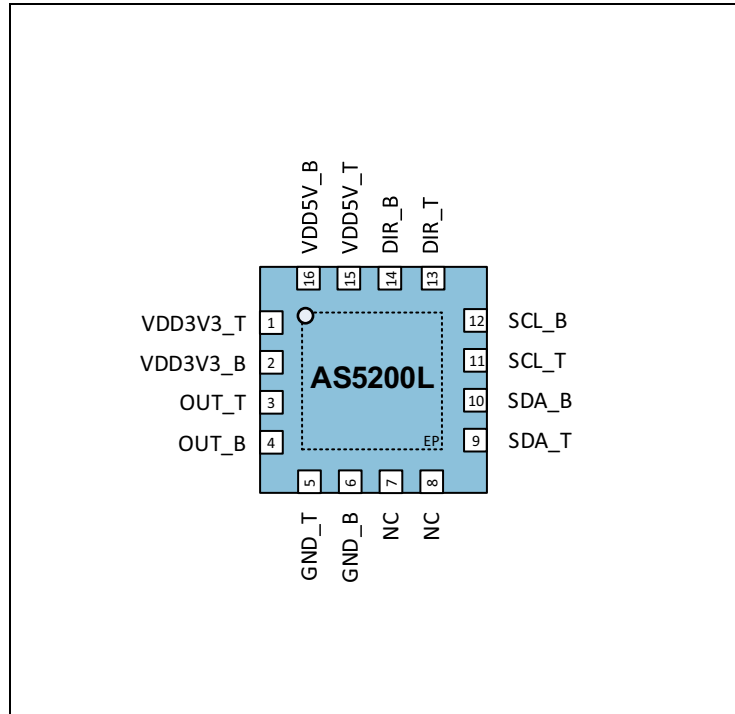 VDD5V_B
VDD5V_T
DIR_B
DIR_T
16
15
14
13
VDD3V3_T 1
12 SCL_B
VDD3V3_B 2
11 SCL_T
AS5200L
OUT_T 3
10 SDA_B
OUT_B 4
9 SDA_T
EP
5
6
7
8
GND_T
GND_B
NC
NC